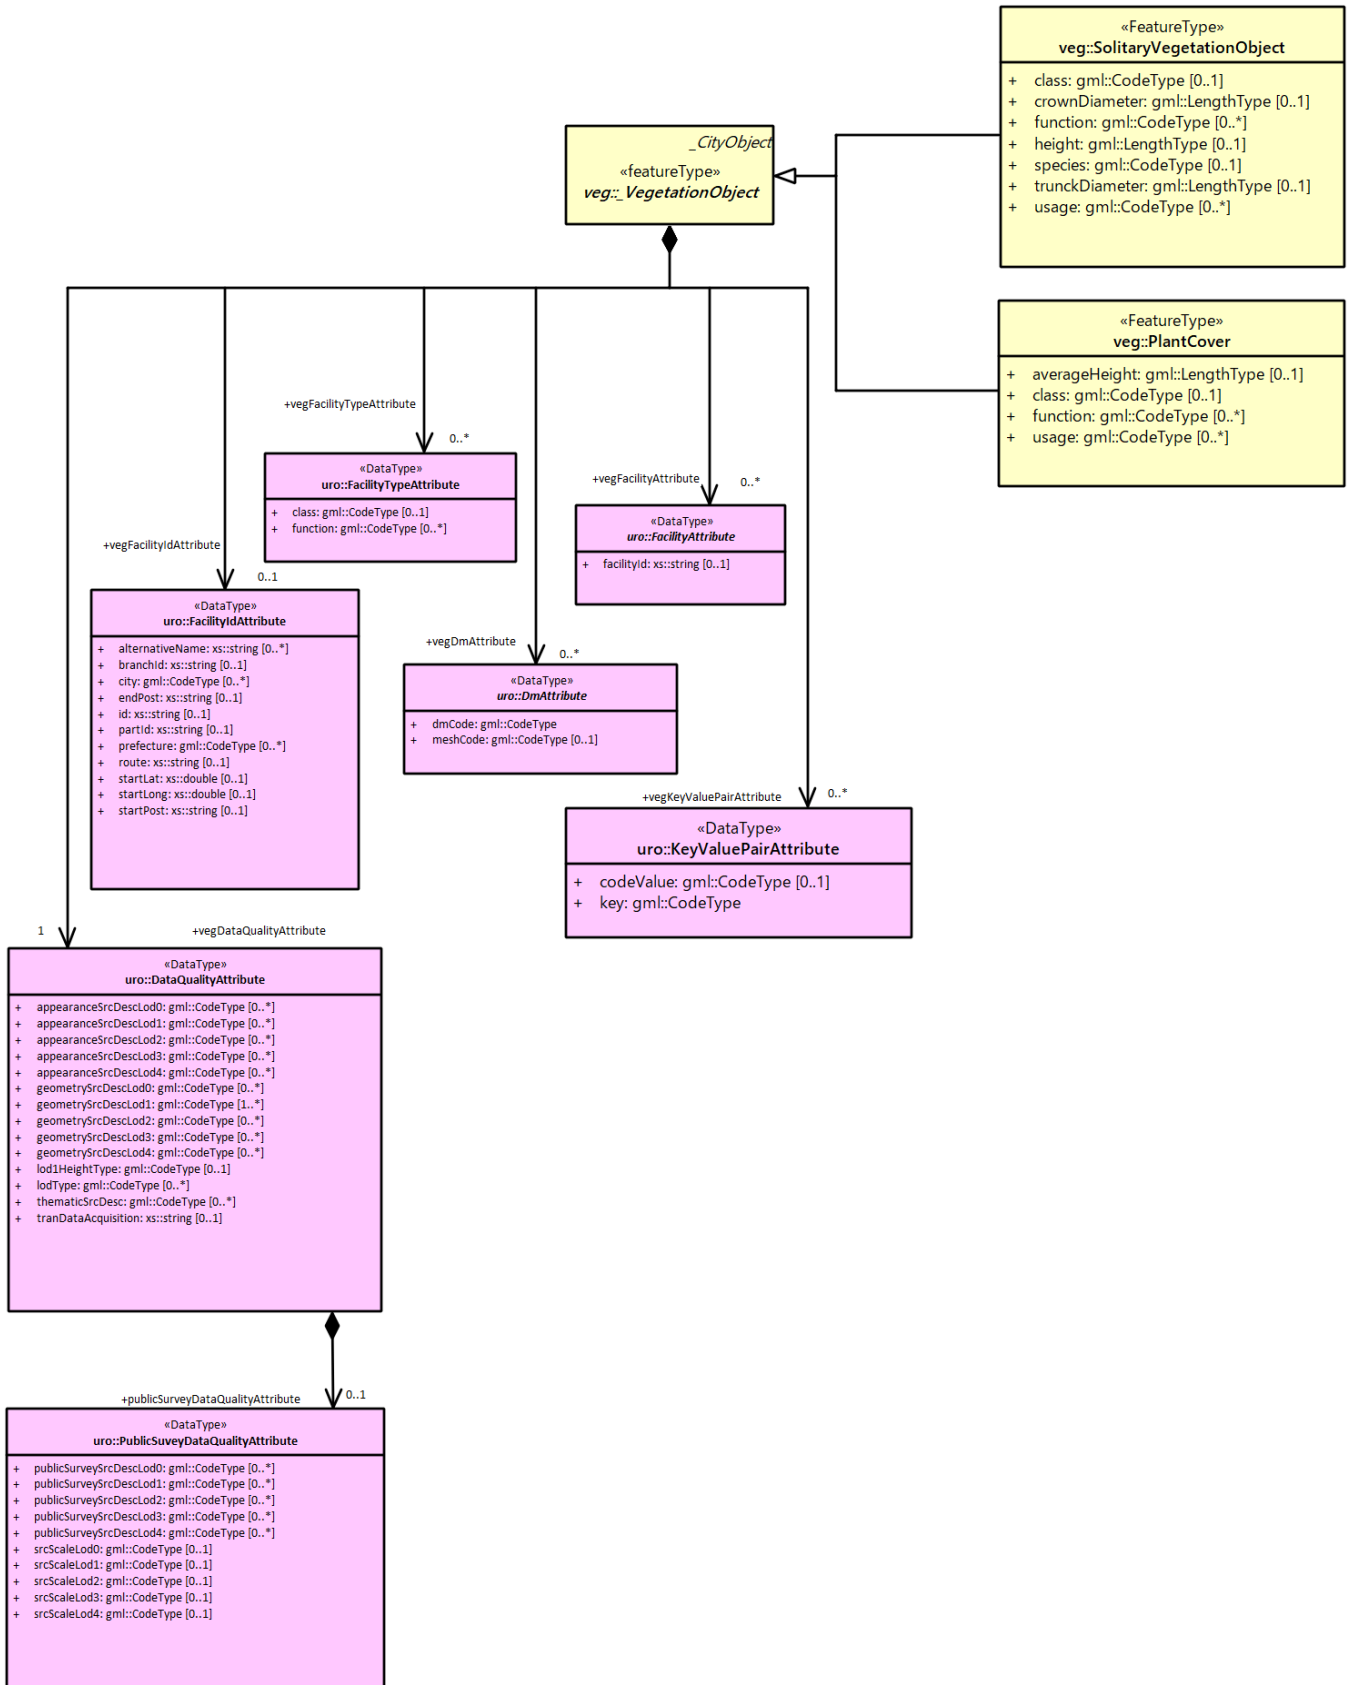 «FeatureType»
veg::SolitaryVegetationObject
+ class: gml::CodeType [0..1]
+ crownDiameter: gml::LengthType [0..1]
+ function: gml::CodeType [0..*]
+ height: gml::LengthType [0..1]
+ species: gml::CodeType [0..1]
+ trunckDiameter: gml::LengthType [0..1]
+ usage: gml::CodeType [0..*]
_CityObject
«featureType»
veg::_VegetationObject
«FeatureType»
veg::PlantCover
+ averageHeight: gml::LengthType [0..1]
+ class: gml::CodeType [0..1]
+ function: gml::CodeType [0..*]
+ usage: gml::CodeType [0..*]
+vegFacilityTypeAttribute
0..*
«DataType»
uro::FacilityTypeAttribute
+ class: gml::CodeType [0..1]
+ function: gml::CodeType [0..*]
+vegFacilityAttribute
0..*
«DataType»
uro::FacilityAttribute
+ facilityId: xs::string [0..1]
+vegFacilityIdAttribute
0..1
«DataType»
uro::FacilityIdAttribute
+ alternativeName: xs::string [0..*]
+ branchId: xs::string [0..1]
+ city: gml::CodeType [0..*]
+ endPost: xs::string [0..1]
+ id: xs::string [0..1]
+ partId: xs::string [0..1]
+ prefecture: gml::CodeType [0..*]
+ route: xs::string [0..1]
+ startLat: xs::double [0..1]
+ startLong: xs::double [0..1]
+ startPost: xs::string [0..1]
+vegDmAttribute
0..*
«DataType»
uro::DmAttribute
+ dmCode: gml::CodeType
+ meshCode: gml::CodeType [0..1]
+vegKeyValuePairAttribute
0..*
«DataType»
uro::KeyValuePairAttribute
+ codeValue: gml::CodeType [0..1]
+ key: gml::CodeType
1
+vegDataQualityAttribute
«DataType»
uro::DataQualityAttribute
+ appearanceSrcDescLod0: gml::CodeType [0..*]
+ appearanceSrcDescLod1: gml::CodeType [0..*]
+ appearanceSrcDescLod2: gml::CodeType [0..*]
+ appearanceSrcDescLod3: gml::CodeType [0..*]
+ appearanceSrcDescLod4: gml::CodeType [0..*]
+ geometrySrcDescLod0: gml::CodeType [0..*]
+ geometrySrcDescLod1: gml::CodeType [1..*]
+ geometrySrcDescLod2: gml::CodeType [0..*]
+ geometrySrcDescLod3: gml::CodeType [0..*]
+ geometrySrcDescLod4: gml::CodeType [0..*]
+ lod1HeightType: gml::CodeType [0..1]
+ lodType: gml::CodeType [0..*]
+ thematicSrcDesc: gml::CodeType [0..*]
+ tranDataAcquisition: xs::string [0..1]
+publicSurveyDataQualityAttribute
0..1
«DataType»
uro::PublicSuveyDataQualityAttribute
+ publicSurveySrcDescLod0: gml::CodeType [0..*]
+ publicSurveySrcDescLod1: gml::CodeType [0..*]
+ publicSurveySrcDescLod2: gml::CodeType [0..*]
+ publicSurveySrcDescLod3: gml::CodeType [0..*]
+ publicSurveySrcDescLod4: gml::CodeType [0..*]
+ srcScaleLod0: gml::CodeType [0..1]
+ srcScaleLod1: gml::CodeType [0..1]
+ srcScaleLod2: gml::CodeType [0..1]
+ srcScaleLod3: gml::CodeType [0..1]
+ srcScaleLod4: gml::CodeType [0..1]